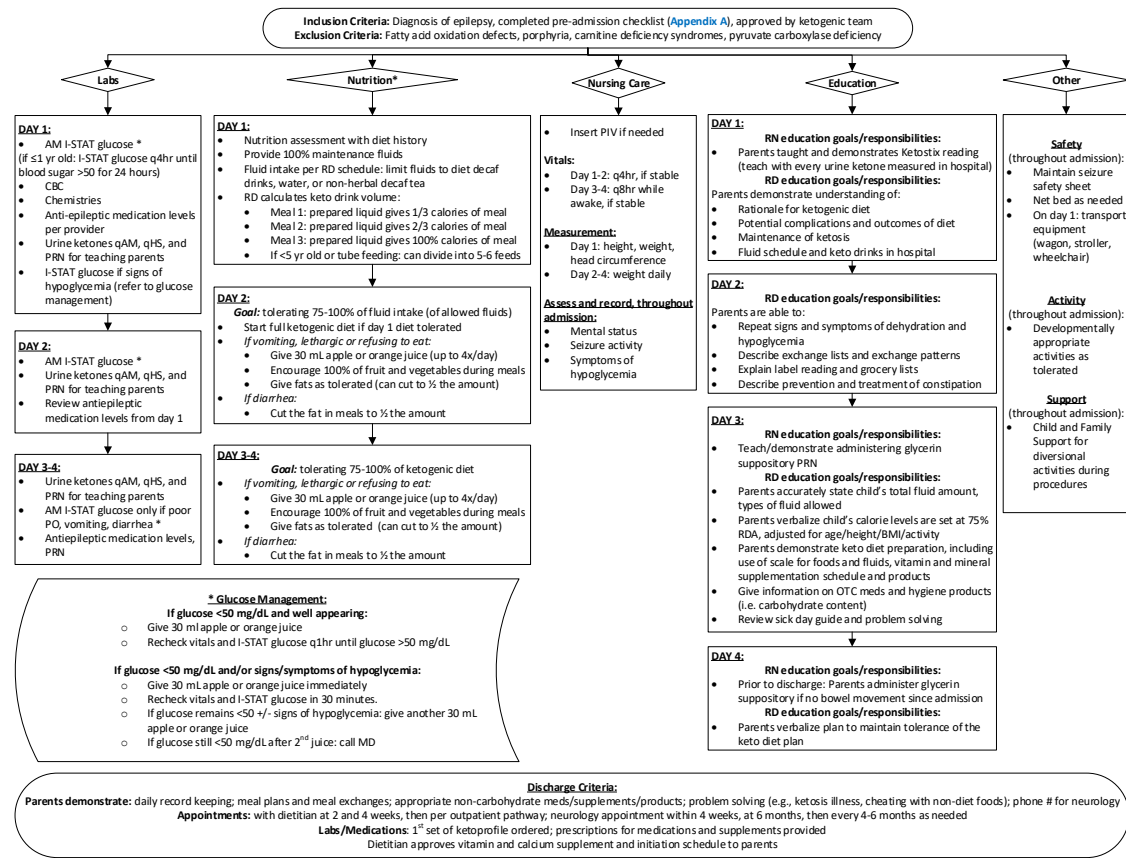 Inclusion Criteria: Diagnosis of epilepsy, completed pre-admission checklist (Appendix A), approved by ketogenic team
Exclusion Criteria: Fatty acid oxidation defects, porphyria, carnitine deficiency syndromes, pyruvate carboxylase deficiency
Labs
DAY 1:
• AM I-STAT glucose *
(if ≤1 yr old: I-STAT glucose q4hr until
blood sugar >50 for 24 hours)
• CBC
• Chemistries
• Anti-epileptic medication levels
per provider
• Urine ketones qAM, qHS, and
PRN for teaching parents
• I-STAT glucose if signs of
hypoglycemia (refer to glucose
management)
DAY 2:
• AM I-STAT glucose *
• Urine ketones qAM, qHS, and
PRN for teaching parents
• Review antiepileptic
medication levels from day 1
DAY 3-4:
• Urine ketones qAM, qHS, and
PRN for teaching parents
• AM I-STAT glucose only if poor
PO, vomiting, diarrhea *
• Antiepileptic medication levels,
PRN
Nutrition*
DAY 1:
• Nutrition assessment with diet history
• Provide 100% maintenance fluids
• Fluid intake per RD schedule: limit fluids to diet decaf
drinks, water, or non-herbal decaf tea
• RD calculates keto drink volume:
• Meal 1: prepared liquid gives 1/3 calories of meal
• Meal 2: prepared liquid gives 2/3 calories of meal
• Meal 3: prepared liquid gives 100% calories of meal
• If <5 yr old or tube feeding: can divide into 5-6 feeds
DAY 2:
Goal: tolerating 75-100% of fluid intake (of allowed fluids)
• Start full ketogenic diet if day 1 diet tolerated
• If vomiting, lethargic or refusing to eat:
• Give 30 mL apple or orange juice (up to 4x/day)
• Encourage 100% of fruit and vegetables during meals
• Give fats as tolerated (can cut to ½ the amount)
• If diarrhea:
• Cut the fat in meals to ½ the amount
DAY 3-4:
Goal: tolerating 75-100% of ketogenic diet
• If vomiting, lethargic or refusing to eat:
• Give 30 mL apple or orange juice (up to 4x/day)
• Encourage 100% of fruit and vegetables during meals
• Give fats as tolerated (can cut to ½ the amount)
• If diarrhea:
• Cut the fat in meals to ½ the amount
Nursing Care
• Insert PIV if needed
Vitals:
• Day 1-2: q4hr, if stable
• Day 3-4: q8hr while
awake, if stable
Measurement:
• Day 1: height, weight,
head circumference
• Day 2-4: weight daily
Assess and record, throughout
admission:
• Mental status
• Seizure activity
• Symptoms of
hypoglycemia
Education
DAY 1:
RN education goals/responsibilities:
• Parents taught and demonstrates Ketostix reading
(teach with every urine ketone measured in hospital)
RD education goals/responsibilities:
Parents demonstrate understanding of:
• Rationale for ketogenic diet
• Potential complications and outcomes of diet
• Maintenance of ketosis
• Fluid schedule and keto drinks in hospital
DAY 2:
RD education goals/responsibilities:
Parents are able to:
• Repeat signs and symptoms of dehydration and
hypoglycemia
• Describe exchange lists and exchange patterns
• Explain label reading and grocery lists
• Describe prevention and treatment of constipation
DAY 3:
RN education goals/responsibilities:
• Teach/demonstrate administering glycerin
suppository PRN
RD education goals/responsibilities:
• Parents accurately state child's total fluid amount,
types of fluid allowed
• Parents verbalize child's calorie levels are set at 75%
RDA, adjusted for age/height/BMI/activity
• Parents demonstrate keto diet preparation, including
use of scale for foods and fluids, vitamin and mineral
supplementation schedule and products
• Give information on OTC meds and hygiene products
(i.e. carbohydrate content)
• Review sick day guide and problem solving
DAY 4:
RN education goals/responsibilities:
• Prior to discharge: Parents administer glycerin
suppository if no bowel movement since admission
RD education goals/responsibilities:
• Parents verbalize plan to maintain tolerance of the
keto diet plan
Other
Safety
(throughout admission):
• Maintain seizure
safety sheet
• Net bed as needed
• On day 1: transport
equipment
(wagon, stroller,
wheelchair)
Activity
(throughout admission):
• Developmentally
appropriate
activities as
tolerated
Support
(throughout admission):
• Child and Family
Support for
diversional
activities during
procedures
* Glucose Management:
If glucose <50 mg/dL and well appearing:
o Give 30 ml apple or orange juice
o Recheck vitals and I-STAT glucose q1hr until glucose >50 mg/dL
If glucose <50 mg/dL and/or signs/symptoms of hypoglycemia:
o Give 30 mL apple or orange juice immediately
o Recheck vitals and I-STAT glucose in 30 minutes.
o If glucose remains <50 +/- signs of hypoglycemia: give another 30 mL
apple or orange juice
o If glucose still <50 mg/dL after 2nd juice: call MD
Discharge Criteria:
Parents demonstrate: daily record keeping; meal plans and meal exchanges; appropriate non-carbohydrate meds/supplements/products; problem solving (e.g., ketosis illness, cheating with non-diet foods); phone # for neurology
Appointments: with dietitian at 2 and 4 weeks, then per outpatient pathway; neurology appointment within 4 weeks, at 6 months, then every 4-6 months as needed
Labs/Medications: 1st set of ketoprofile ordered; prescriptions for medications and supplements provided
Dietitian approves vitamin and calcium supplement and initiation schedule to parents